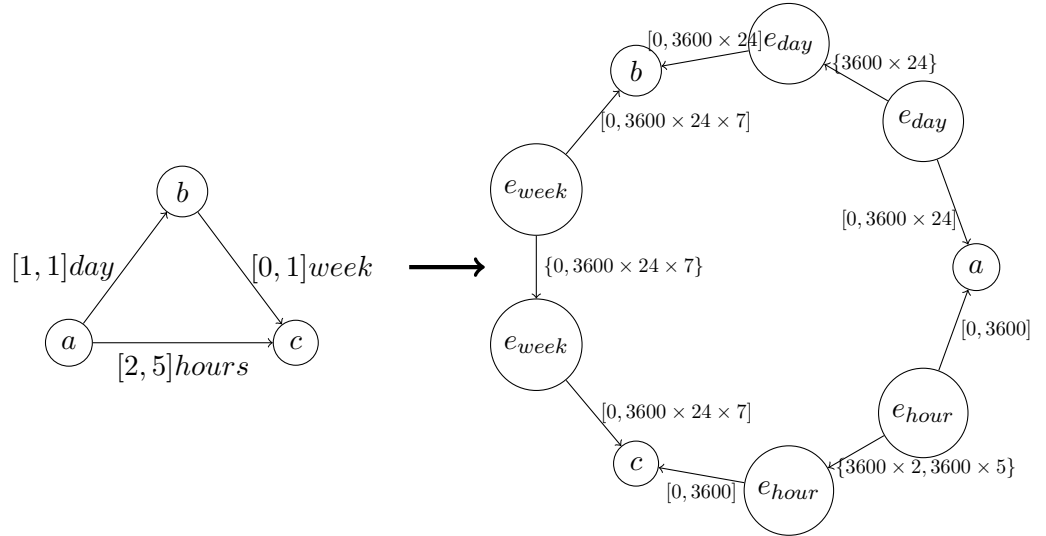 b
[1, 1]day
[0, 1]week
a
c
[2, 5]hours
e_day
[0, 3600 × 24]
b
{3600 × 24}
e_day
[0, 3600 × 24 × 7]
e_week
[0, 3600 × 24]
{0, 3600 × 24 × 7}
a
e_week
[0, 3600]
[0, 3600 × 24 × 7]
e_hour
c
{3600 × 2, 3600 × 5}
[0, 3600]
e_hour